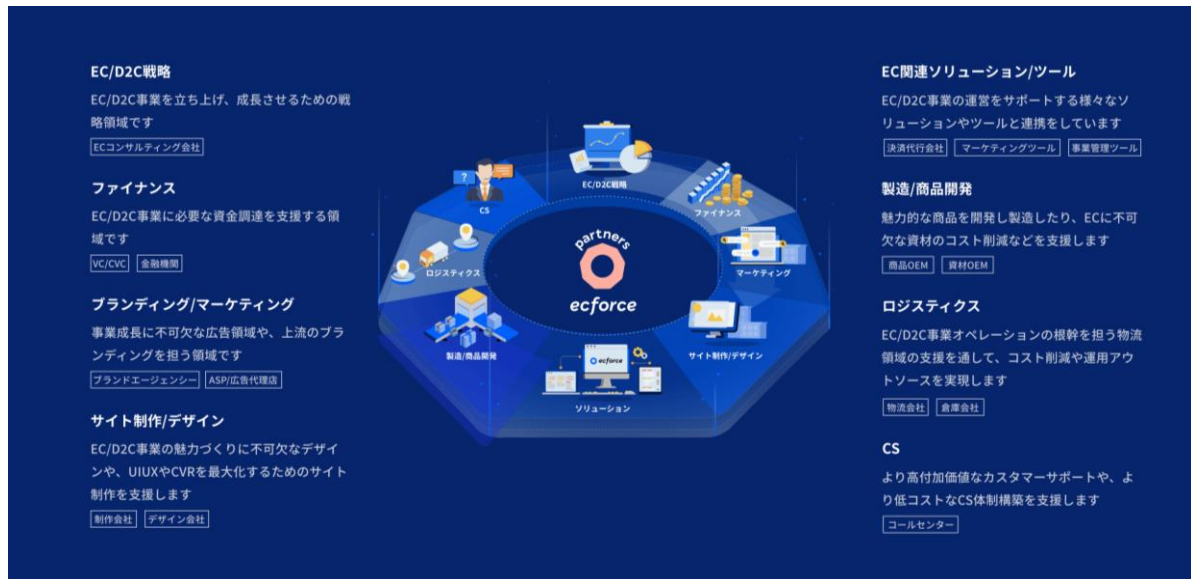 EC/D2C戦略
EC/D2C事業を立ち上げ、成長させるための戦
略領域です
ECコンサルティング会社
ファイナンス
EC/D2C事業に必要な資金調達を支援する領
域です
VC/CVC 金融機関
ブランディング/マーケティング
事業成長に不可欠な広告領域や、上流のブラ
ンディングを担う領域です
ブランドエージェンシー ASP/広告代理店
サイト制作/デザイン
EC/D2C事業の魅力づくりに不可欠なデザイ
ンや、UIUXやCVRを最大化するためのサイト
制作を支援します
制作会社 デザイン会社
EC/D2C戦略
CS
ファイナンス
ロジスティクス
partners
ecforce
マーケティング
製造/商品開発
サイト制作/デザイン
ecforce
ソリューション
EC関連ソリューション/ツール
EC/D2C事業の運営をサポートする様々なソ
リューションやツールと連携をしています
決済代行会社 マーケティングツール 事業管理ツール
製造/商品開発
魅力的な商品を開発し製造したり、ECに不可
欠な資材のコスト削減などを支援します
商品OEM 資材OEM
ロジスティクス
EC/D2C事業オペレーションの根幹を担う物流
領域の支援を通して、コスト削減や運用アウ
トソースを実現します
物流会社 倉庫会社
CS
より高付加価値なカスタマーサポートや、よ
り低コストなCS体制構築を支援します
コールセンター